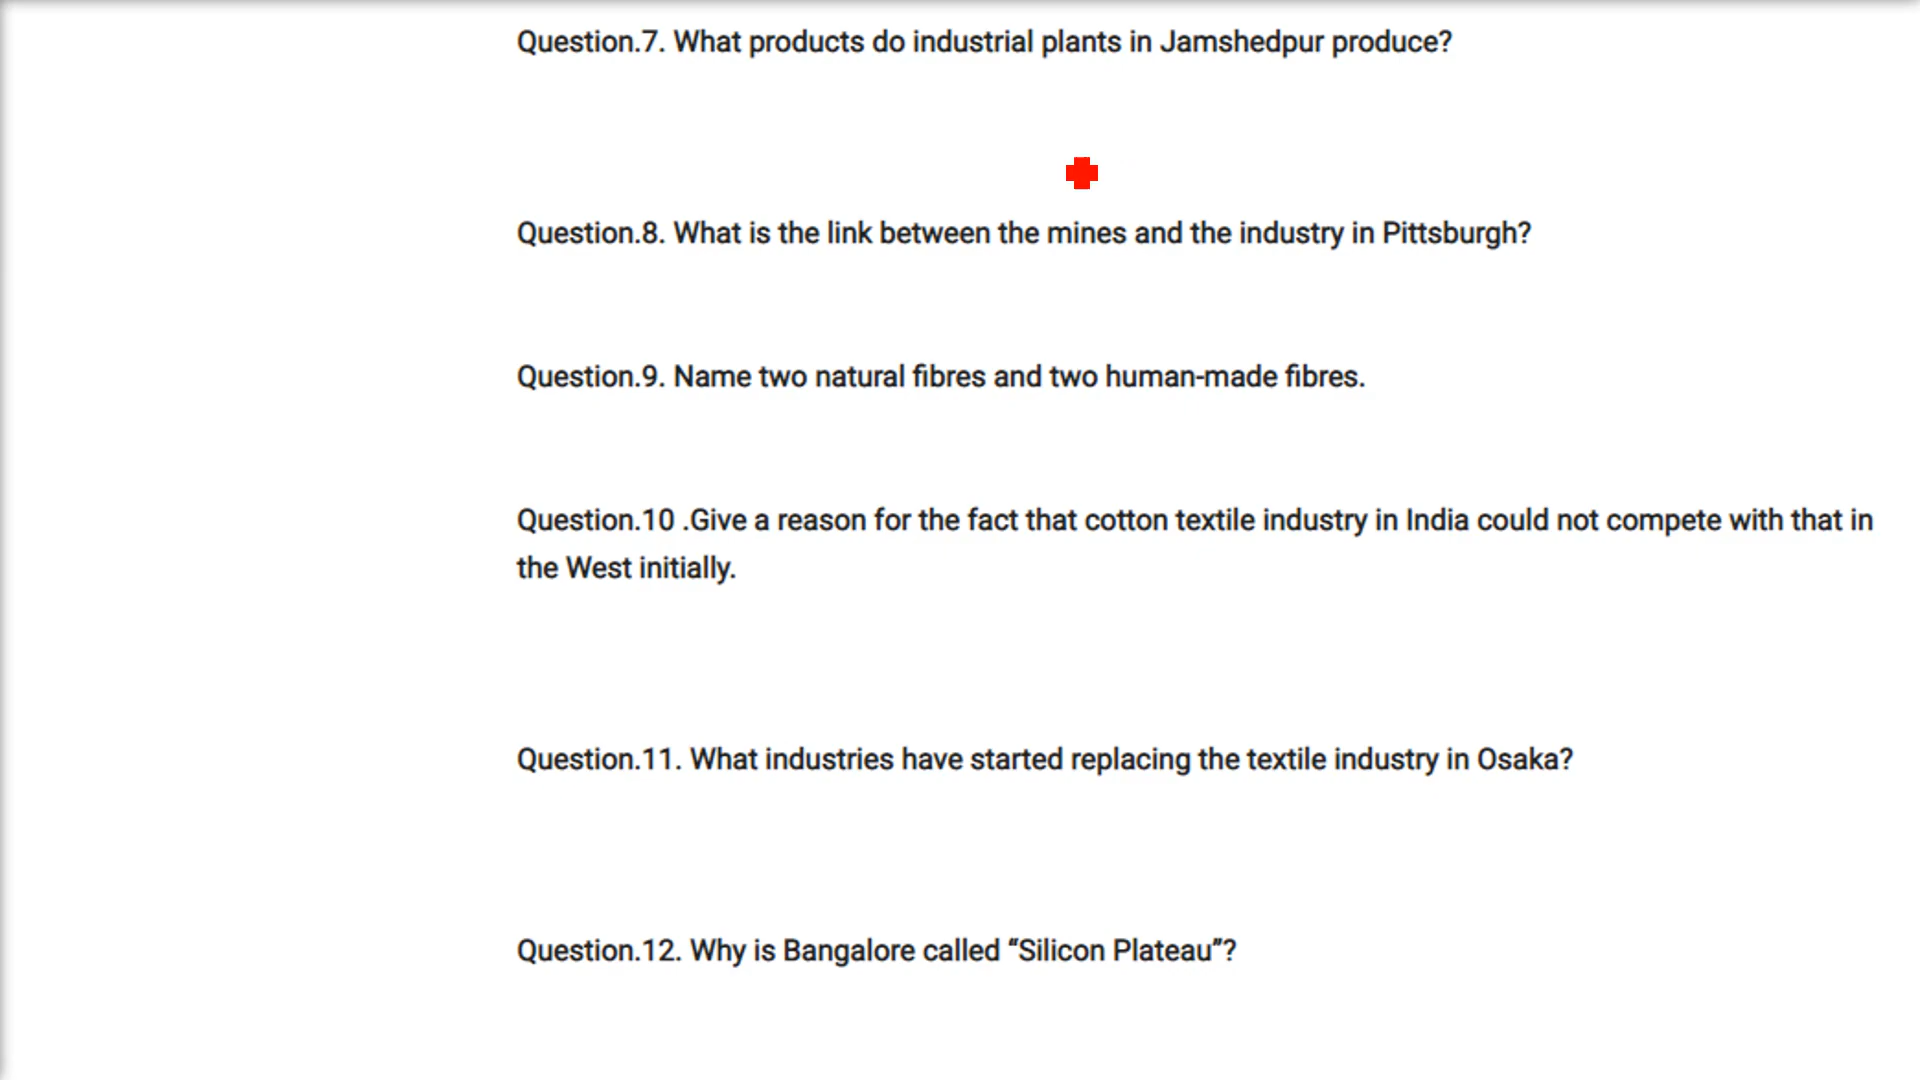 Question.7. What products do industrial plants in Jamshedpur produce?
Question.8. What is the link between the mines and the industry in Pittsburgh?
Question.9. Name two natural fibres and two human-made fibres.
Question.10 .Give a reason for the fact that cotton textile industry in India could not compete with that in
the West initially.
Question.11. What industries have started replacing the textile industry in Osaka?
Question.12. Why is Bangalore called “Silicon Plateau”?